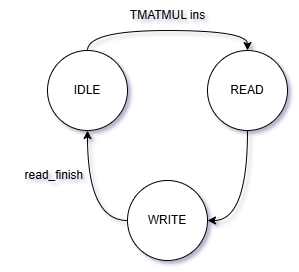 TMATMUL ins
IDLE
READ
read_finish
WRITE